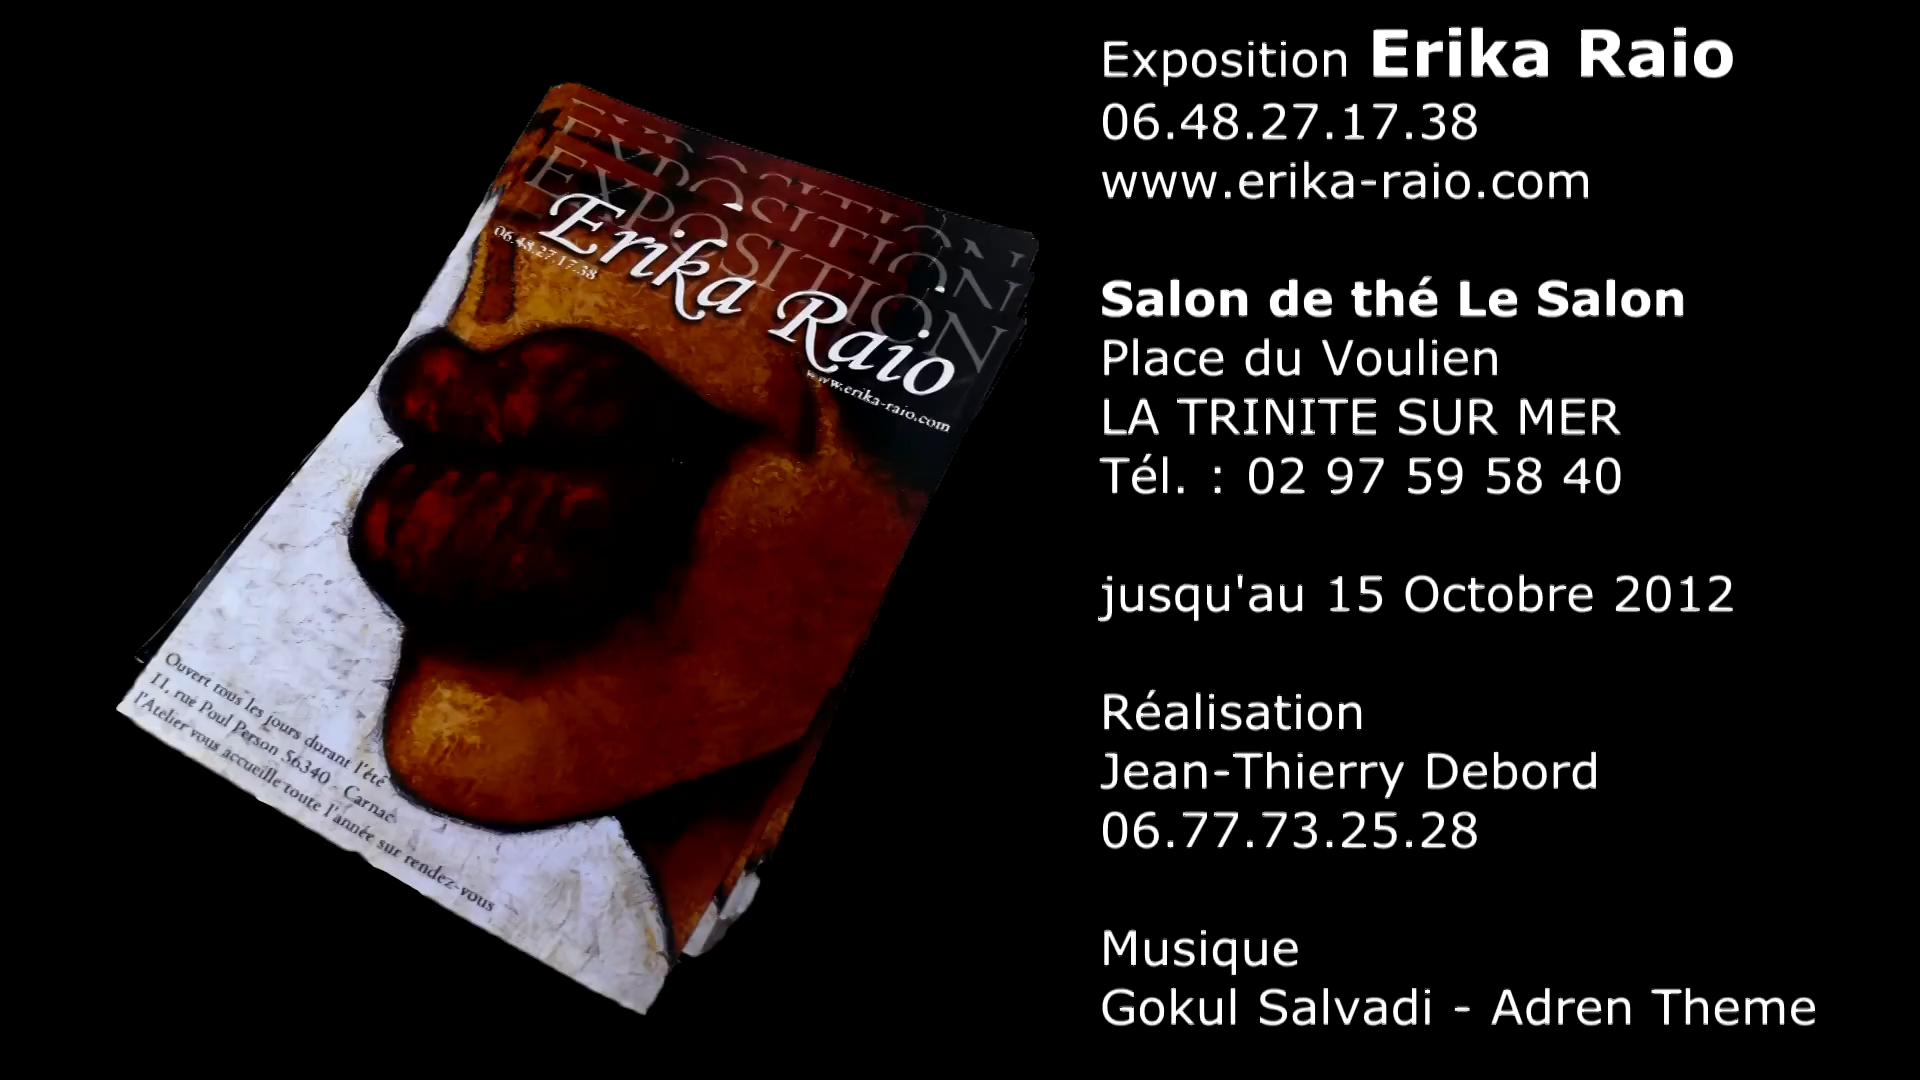 EXPOSITION
EXPOSITION
EXPOSITION
Erika Raio
06.48.27.17.38
www.erika-raio.com
Ouvert tous les jours durant l'été
11, rue Poul Person 56340 - Carnac
l'Atelier vous accueille toute l'année sur rendez-vous
Exposition Erika Raio
06.48.27.17.38
www.erika-raio.com
Salon de thé Le Salon
Place du Voulien
LA TRINITE SUR MER
Tél. : 02 97 59 58 40
jusqu'au 15 Octobre 2012
Réalisation
Jean-Thierry Debord
06.77.73.25.28
Musique
Gokul Salvadi - Adren Theme